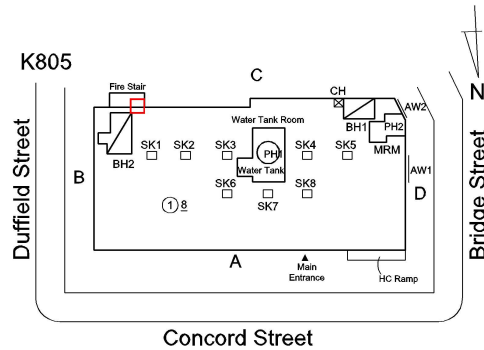 K805
N
Fire Stair
C
CH
AW2
Water Tank Room
BH1
PH2
BH2
SK1
SK2
SK3
PH1
SK4
SK5
MRM
Water Tank
AW1
B
SK6
SK7
SK8
D
1 8
A
Main
Entrance
HC Ramp
Duffield Street
Bridge Street
Concord Street